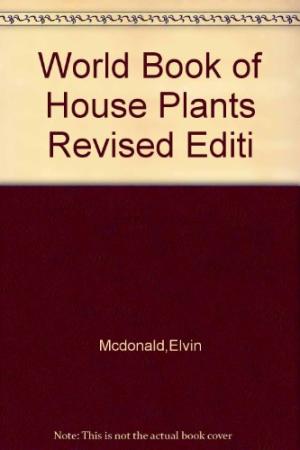 World Book of
House Plants
Revised Editi
Mcdonald,Elvin
Note: This is not the actual book cover